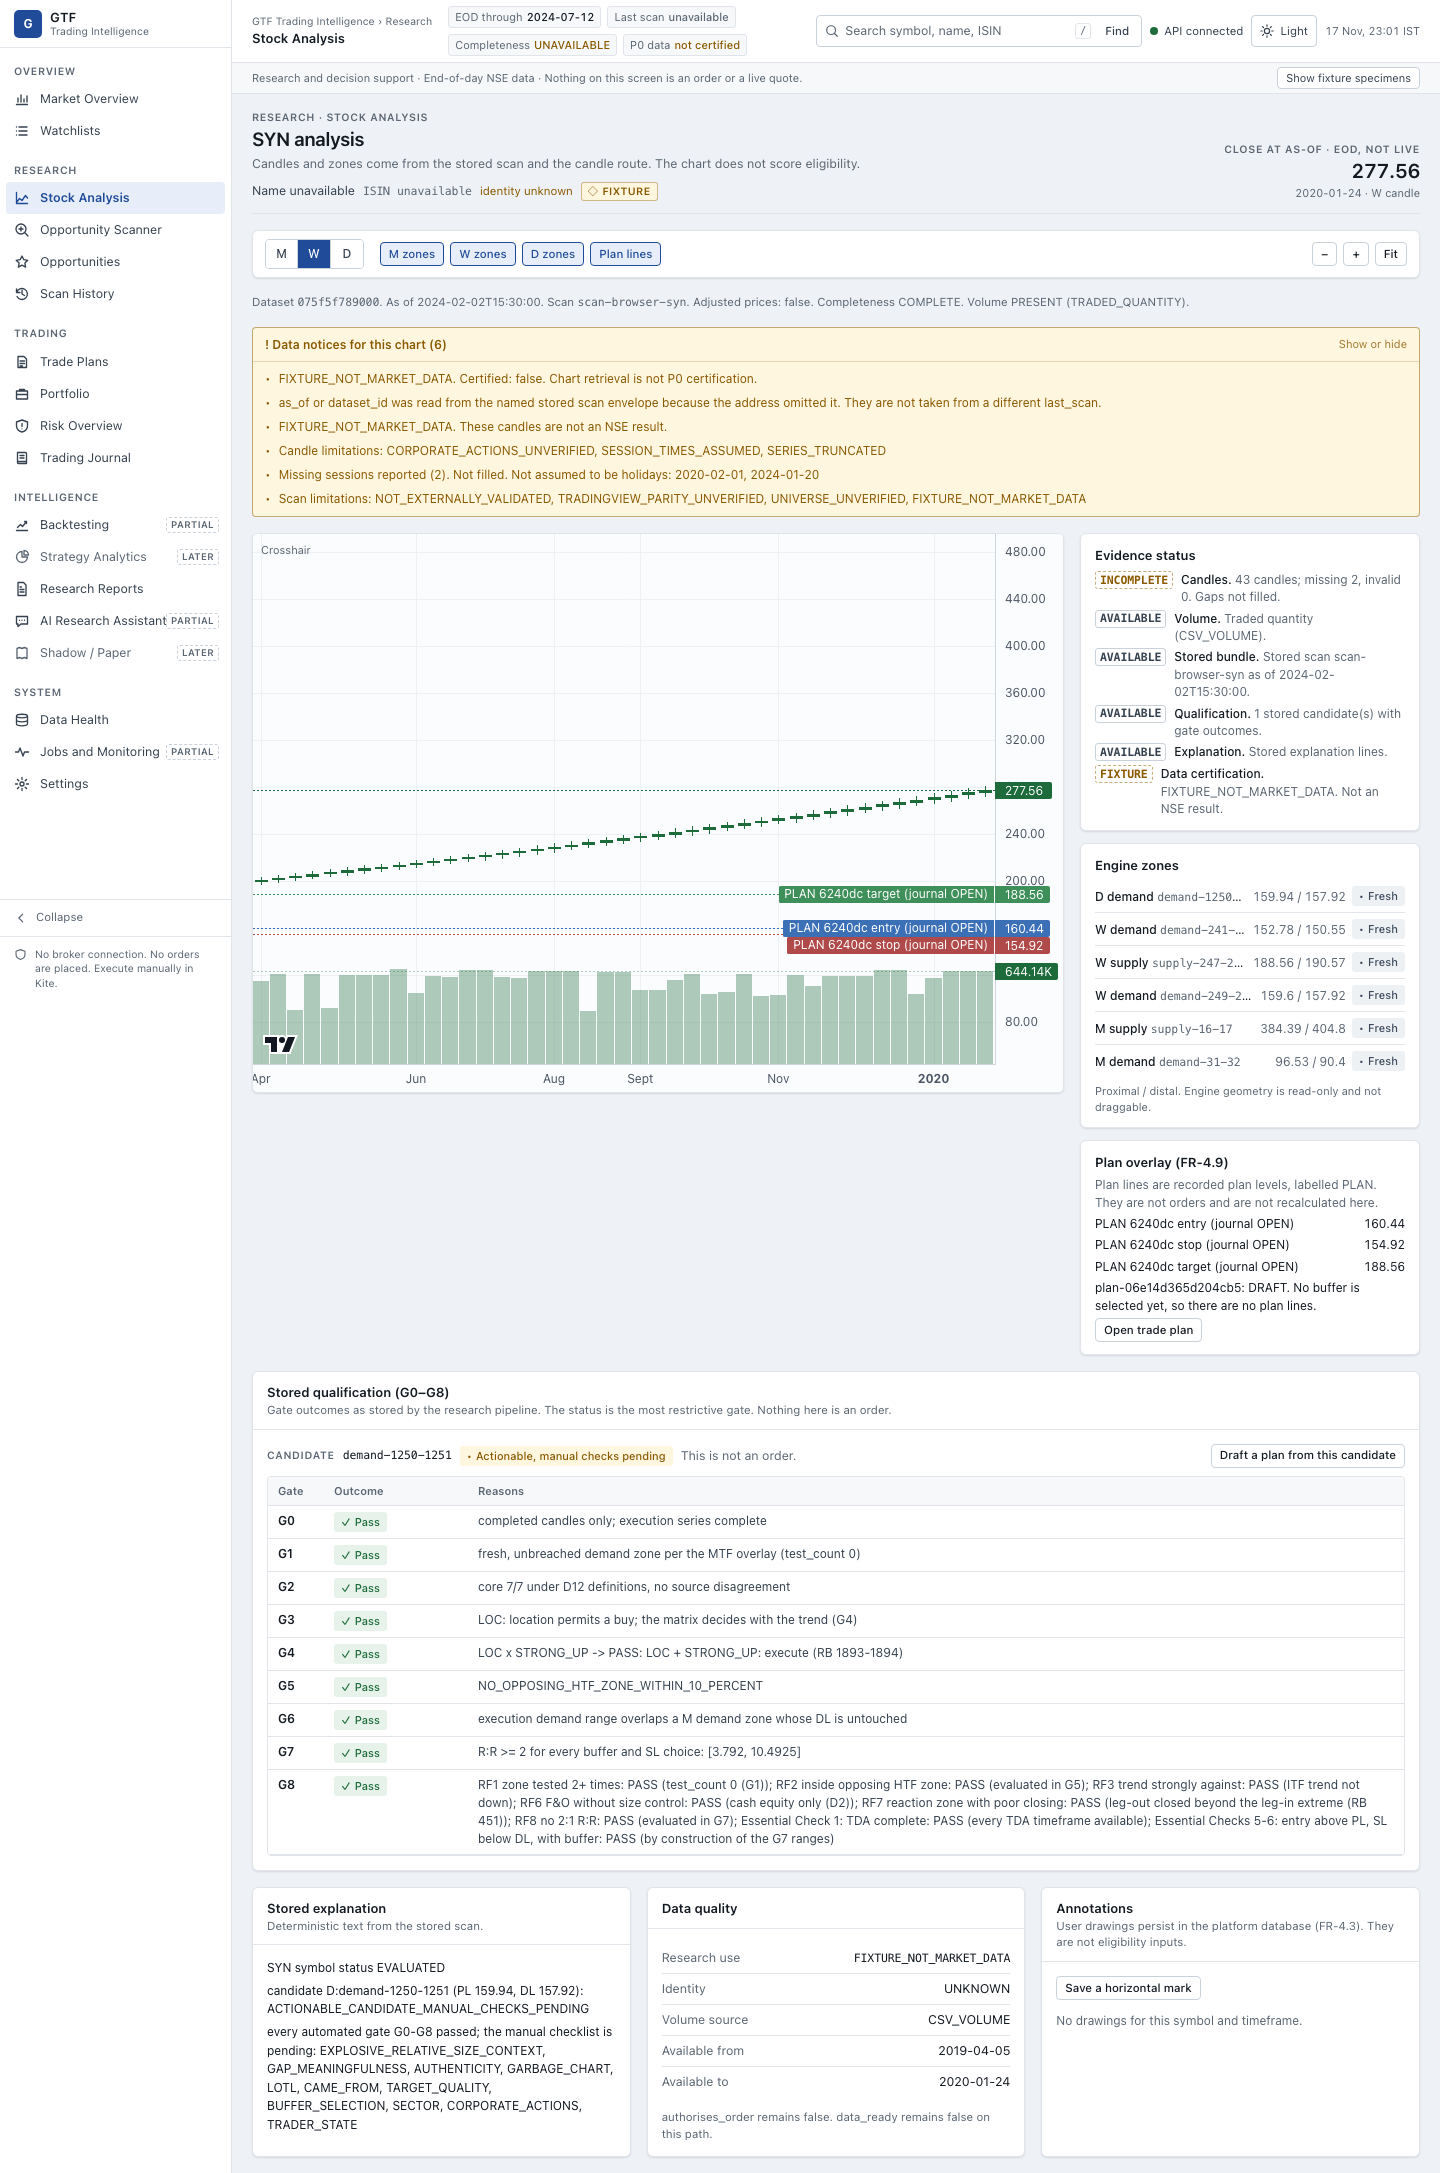 G
GTF
Trading Intelligence
OVERVIEW
Market Overview
Watchlists
RESEARCH
Stock Analysis
Opportunity Scanner
Opportunities
Scan History
TRADING
Trade Plans
Portfolio
Risk Overview
Trading Journal
INTELLIGENCE
Backtesting PARTIAL
Strategy Analytics LATER
Research Reports
AI Research Assistant PARTIAL
Shadow / Paper LATER
SYSTEM
Data Health
Jobs and Monitoring PARTIAL
Settings
Collapse
No broker connection. No orders
are placed. Execute manually in
Kite.
GTF Trading Intelligence › Research
Stock Analysis
EOD through 2024-07-12
Last scan unavailable
Completeness UNAVAILABLE
P0 data not certified
Search symbol, name, ISIN / Find
API connected
Light
17 Nov, 23:01 IST
Research and decision support · End-of-day NSE data · Nothing on this screen is an order or a live quote.
Show fixture specimens
RESEARCH · STOCK ANALYSIS
SYN analysis
Candles and zones come from the stored scan and the candle route. The chart does not score eligibility.
Name unavailable ISIN unavailable identity unknown ◇ FIXTURE
CLOSE AT AS-OF · EOD, NOT LIVE
277.56
2020-01-24 · W candle
M W D M zones W zones D zones Plan lines
− + Fit
Dataset 075f5f789000. As of 2024-02-02T15:30:00. Scan scan-browser-syn. Adjusted prices: false. Completeness COMPLETE. Volume PRESENT (TRADED_QUANTITY).
! Data notices for this chart (6)
Show or hide
• FIXTURE_NOT_MARKET_DATA. Certified: false. Chart retrieval is not P0 certification.
• as_of or dataset_id was read from the named stored scan envelope because the address omitted it. They are not taken from a different last_scan.
• FIXTURE_NOT_MARKET_DATA. These candles are not an NSE result.
• Candle limitations: CORPORATE_ACTIONS_UNVERIFIED, SESSION_TIMES_ASSUMED, SERIES_TRUNCATED
• Missing sessions reported (2). Not filled. Not assumed to be holidays: 2020-02-01, 2024-01-20
• Scan limitations: NOT_EXTERNALLY_VALIDATED, TRADINGVIEW_PARITY_UNVERIFIED, UNIVERSE_UNVERIFIED, FIXTURE_NOT_MARKET_DATA
Crosshair
480.00
440.00
400.00
360.00
320.00
277.56
240.00
200.00
PLAN 6240dc target (journal OPEN) 188.56
PLAN 6240dc entry (journal OPEN) 160.44
PLAN 6240dc stop (journal OPEN) 154.92
644.14K
80.00
Apr Jun Aug Sept Nov 2020
Evidence status
INCOMPLETE Candles. 43 candles; missing 2, invalid
0. Gaps not filled.
AVAILABLE Volume. Traded quantity
(CSV_VOLUME).
AVAILABLE Stored bundle. Stored scan scan-
browser-syn as of 2024-02-
02T15:30:00.
AVAILABLE Qualification. 1 stored candidate(s) with
gate outcomes.
AVAILABLE Explanation. Stored explanation lines.
FIXTURE Data certification.
FIXTURE_NOT_MARKET_DATA. Not an
NSE result.
Engine zones
D demand demand-1250… 159.94 / 157.92 • Fresh
W demand demand-241-… 152.78 / 150.55 • Fresh
W supply supply-247-2… 188.56 / 190.57 • Fresh
W demand demand-249-2… 159.6 / 157.92 • Fresh
M supply supply-16-17 384.39 / 404.8 • Fresh
M demand demand-31-32 96.53 / 90.4 • Fresh
Proximal / distal. Engine geometry is read-only and not
draggable.
Plan overlay (FR-4.9)
Plan lines are recorded plan levels, labelled PLAN.
They are not orders and are not recalculated here.
PLAN 6240dc entry (journal OPEN) 160.44
PLAN 6240dc stop (journal OPEN) 154.92
PLAN 6240dc target (journal OPEN) 188.56
plan-06e14d365d204cb5: DRAFT. No buffer is
selected yet, so there are no plan lines.
Open trade plan
Stored qualification (G0–G8)
Gate outcomes as stored by the research pipeline. The status is the most restrictive gate. Nothing here is an order.
CANDIDATE demand-1250-1251 • Actionable, manual checks pending This is not an order.
Draft a plan from this candidate
Gate Outcome Reasons
G0 ✓ Pass completed candles only; execution series complete
G1 ✓ Pass fresh, unbreached demand zone per the MTF overlay (test_count 0)
G2 ✓ Pass core 7/7 under D12 definitions, no source disagreement
G3 ✓ Pass LOC: location permits a buy; the matrix decides with the trend (G4)
G4 ✓ Pass LOC x STRONG_UP -> PASS: LOC + STRONG_UP: execute (RB 1893-1894)
G5 ✓ Pass NO_OPPOSING_HTF_ZONE_WITHIN_10_PERCENT
G6 ✓ Pass execution demand range overlaps a M demand zone whose DL is untouched
G7 ✓ Pass R:R >= 2 for every buffer and SL choice: [3.792, 10.4925]
G8 ✓ Pass RF1 zone tested 2+ times: PASS (test_count 0 (G1)); RF2 inside opposing HTF zone: PASS (evaluated in G5); RF3 trend strongly against: PASS (ITF trend not
down); RF6 F&O without size control: PASS (cash equity only (D2)); RF7 reaction zone with poor closing: PASS (leg-out closed beyond the leg-in extreme (RB
451)); RF8 no 2:1 R:R: PASS (evaluated in G7); Essential Check 1: TDA complete: PASS (every TDA timeframe available); Essential Checks 5-6: entry above PL, SL
below DL, with buffer: PASS (by construction of the G7 ranges)
Stored explanation
Deterministic text from the stored scan.
SYN symbol status EVALUATED
candidate D:demand-1250-1251 (PL 159.94, DL 157.92):
ACTIONABLE_CANDIDATE_MANUAL_CHECKS_PENDING
every automated gate G0-G8 passed; the manual checklist is
pending: EXPLOSIVE_RELATIVE_SIZE_CONTEXT,
GAP_MEANINGFULNESS, AUTHENTICITY, GARBAGE_CHART,
LOTL, CAME_FROM, TARGET_QUALITY,
BUFFER_SELECTION, SECTOR, CORPORATE_ACTIONS,
TRADER_STATE
Data quality
Research use FIXTURE_NOT_MARKET_DATA
Identity UNKNOWN
Volume source CSV_VOLUME
Available from 2019-04-05
Available to 2020-01-24
authorises_order remains false. data_ready remains false on
this path.
Annotations
User drawings persist in the platform database (FR-4.3). They
are not eligibility inputs.
Save a horizontal mark
No drawings for this symbol and timeframe.